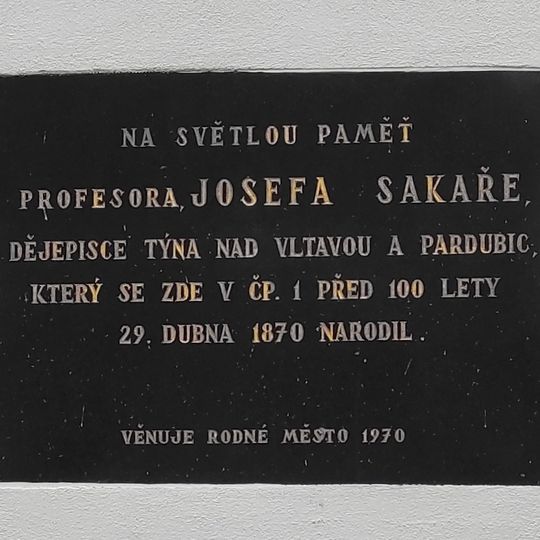 NA SVĚTLOU PAMĚŤ
PROFESORA, JOSEFA SAKAŘE,
DĚJEPISCE TÝNA NAD VLTAVOU A PARDUBIC,
KTERÝ SE ZDE V ČP. 1 PŘED 100 LETY
29. DUBNA 1870 NARODIL.
VĚNUJE RODNÉ MĚSTO 1970